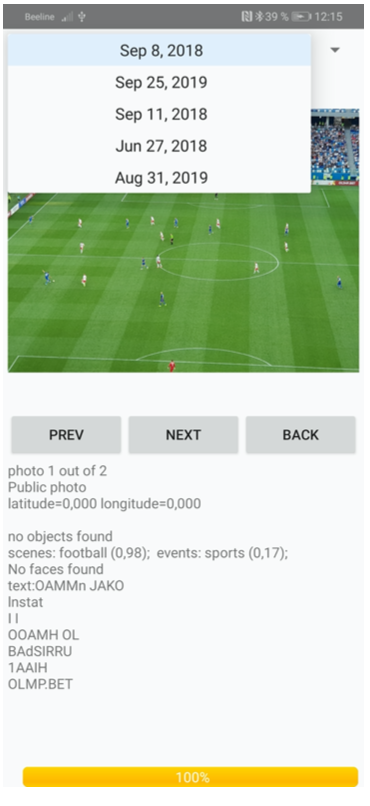 Beeline
39 %
12:15
Sep 8, 2018
Sep 25, 2019
Sep 11, 2018
Jun 27, 2018
Aug 31, 2019
PREV
NEXT
BACK
photo 1 out of 2
Public photo
latitude=0,000 longitude=0,000
no objects found
scenes: football (0,98);  events: sports (0,17);
No faces found
text:OAMMn JAKO
Instat
I I
OOAMH OL
BAdSIRRU
1AAIH
OLMP.BET
100%